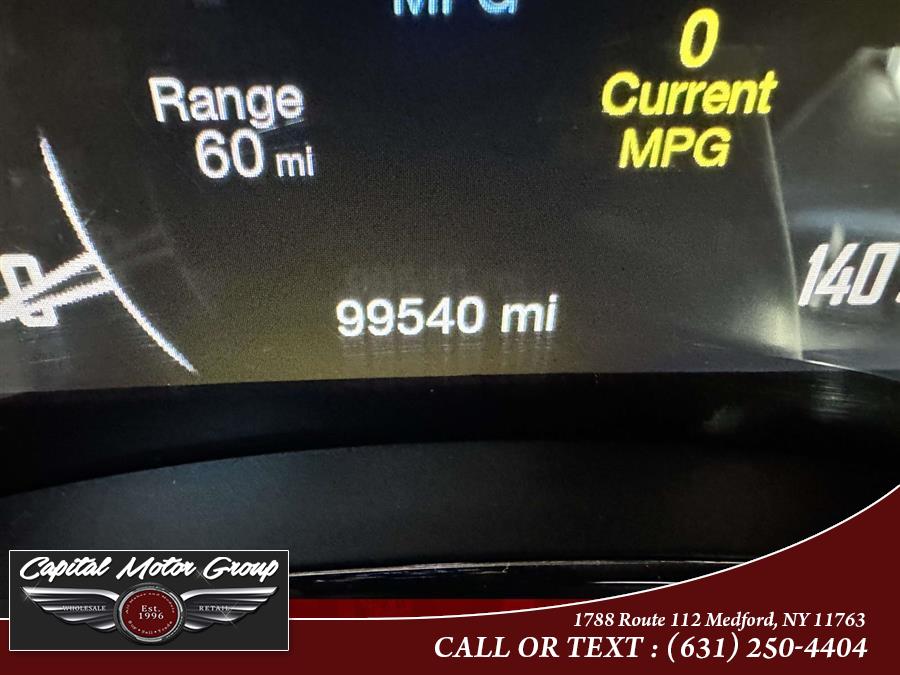 MPG
0
Current
MPG
Range
60 mi
99540 mi
140
Capital Motor Group
WHOLESALE
Est.
1996
RETAIL
1788 Route 112 Medford, NY 11763
CALL OR TEXT : (631) 250-4404